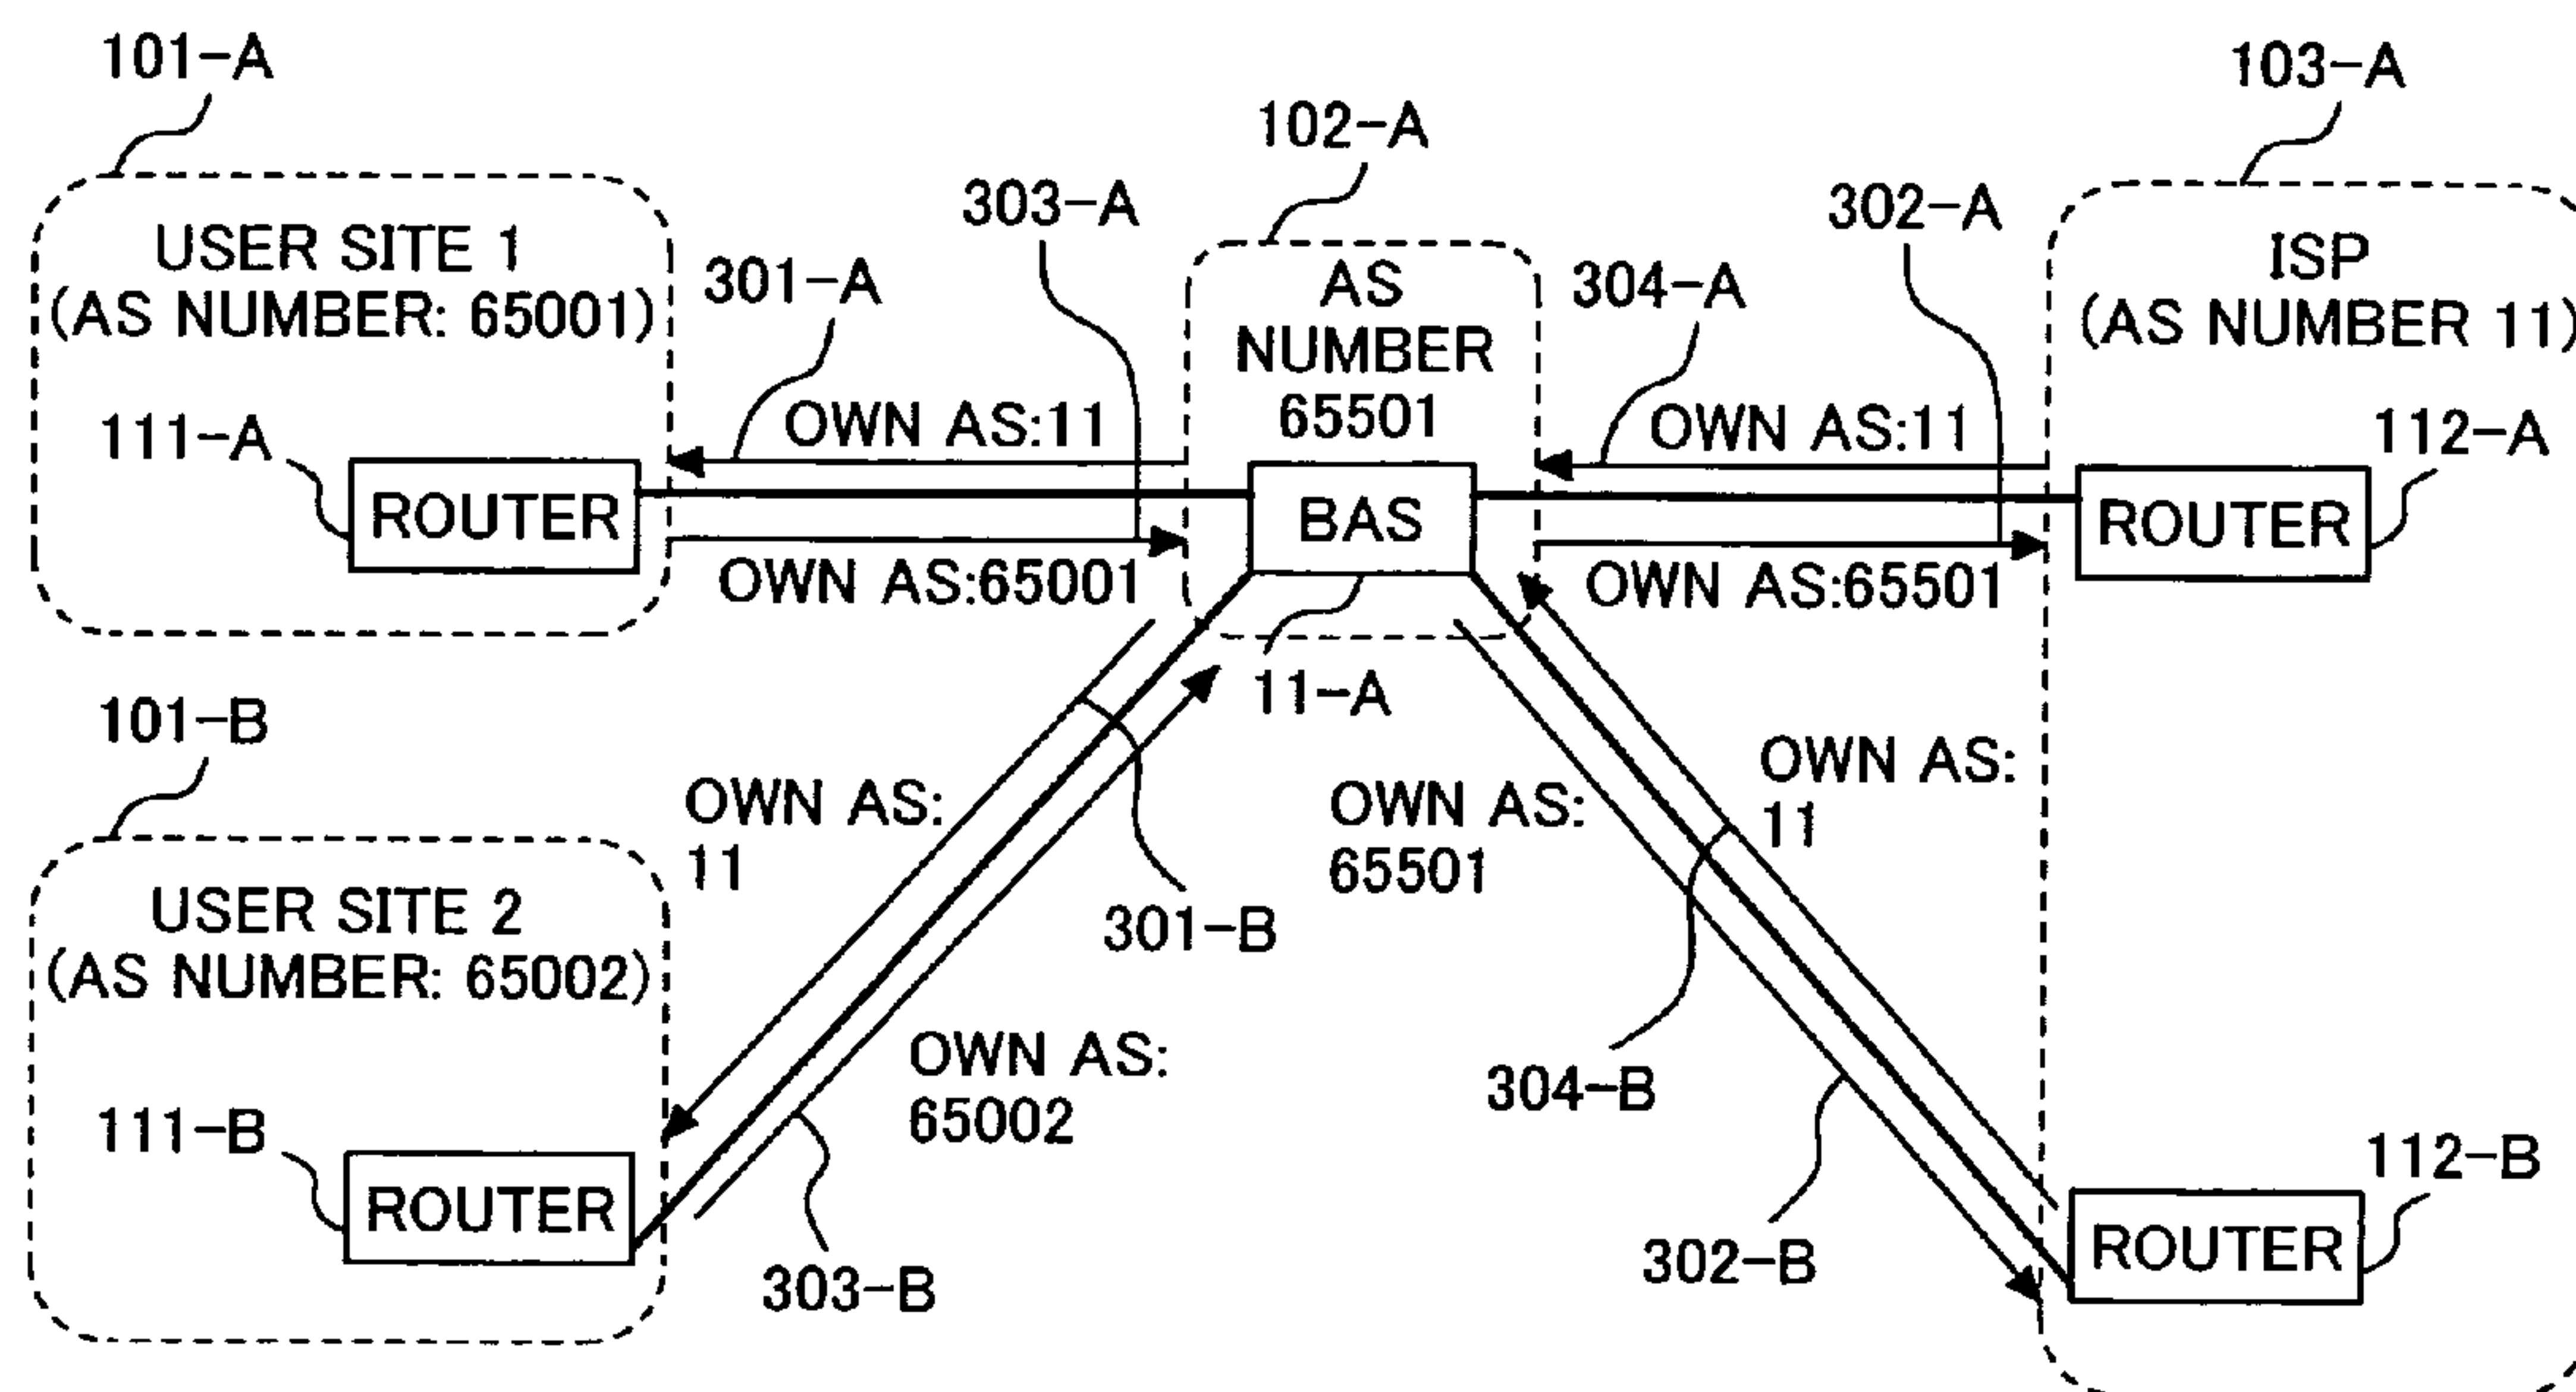 101-A
103-A
102-A
303-A
302-A
USER SITE 1
(AS NUMBER: 65001)
301-A
AS
NUMBER
65501
304-A
ISP
(AS NUMBER 11)
111-A
OWN AS:11
OWN AS:11
112-A
ROUTER
BAS
ROUTER
OWN AS:65001
OWN AS:65501
11-A
101-B
OWN AS:
11
OWN AS:
65501
OWN AS:
11
USER SITE 2
(AS NUMBER: 65002)
301-B
OWN AS:
65002
304-B
111-B
112-B
ROUTER
ROUTER
303-B
302-B